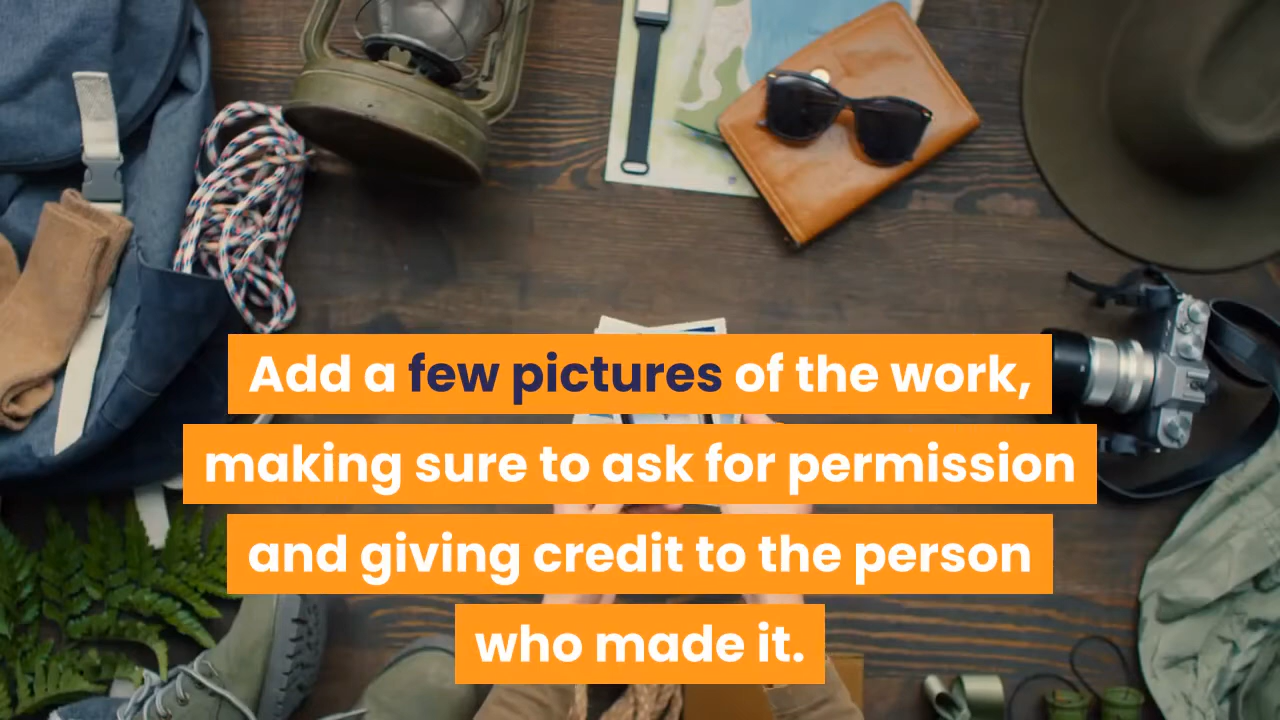 Add a few pictures of the work,
making sure to ask for permission
and giving credit to the person
who made it.